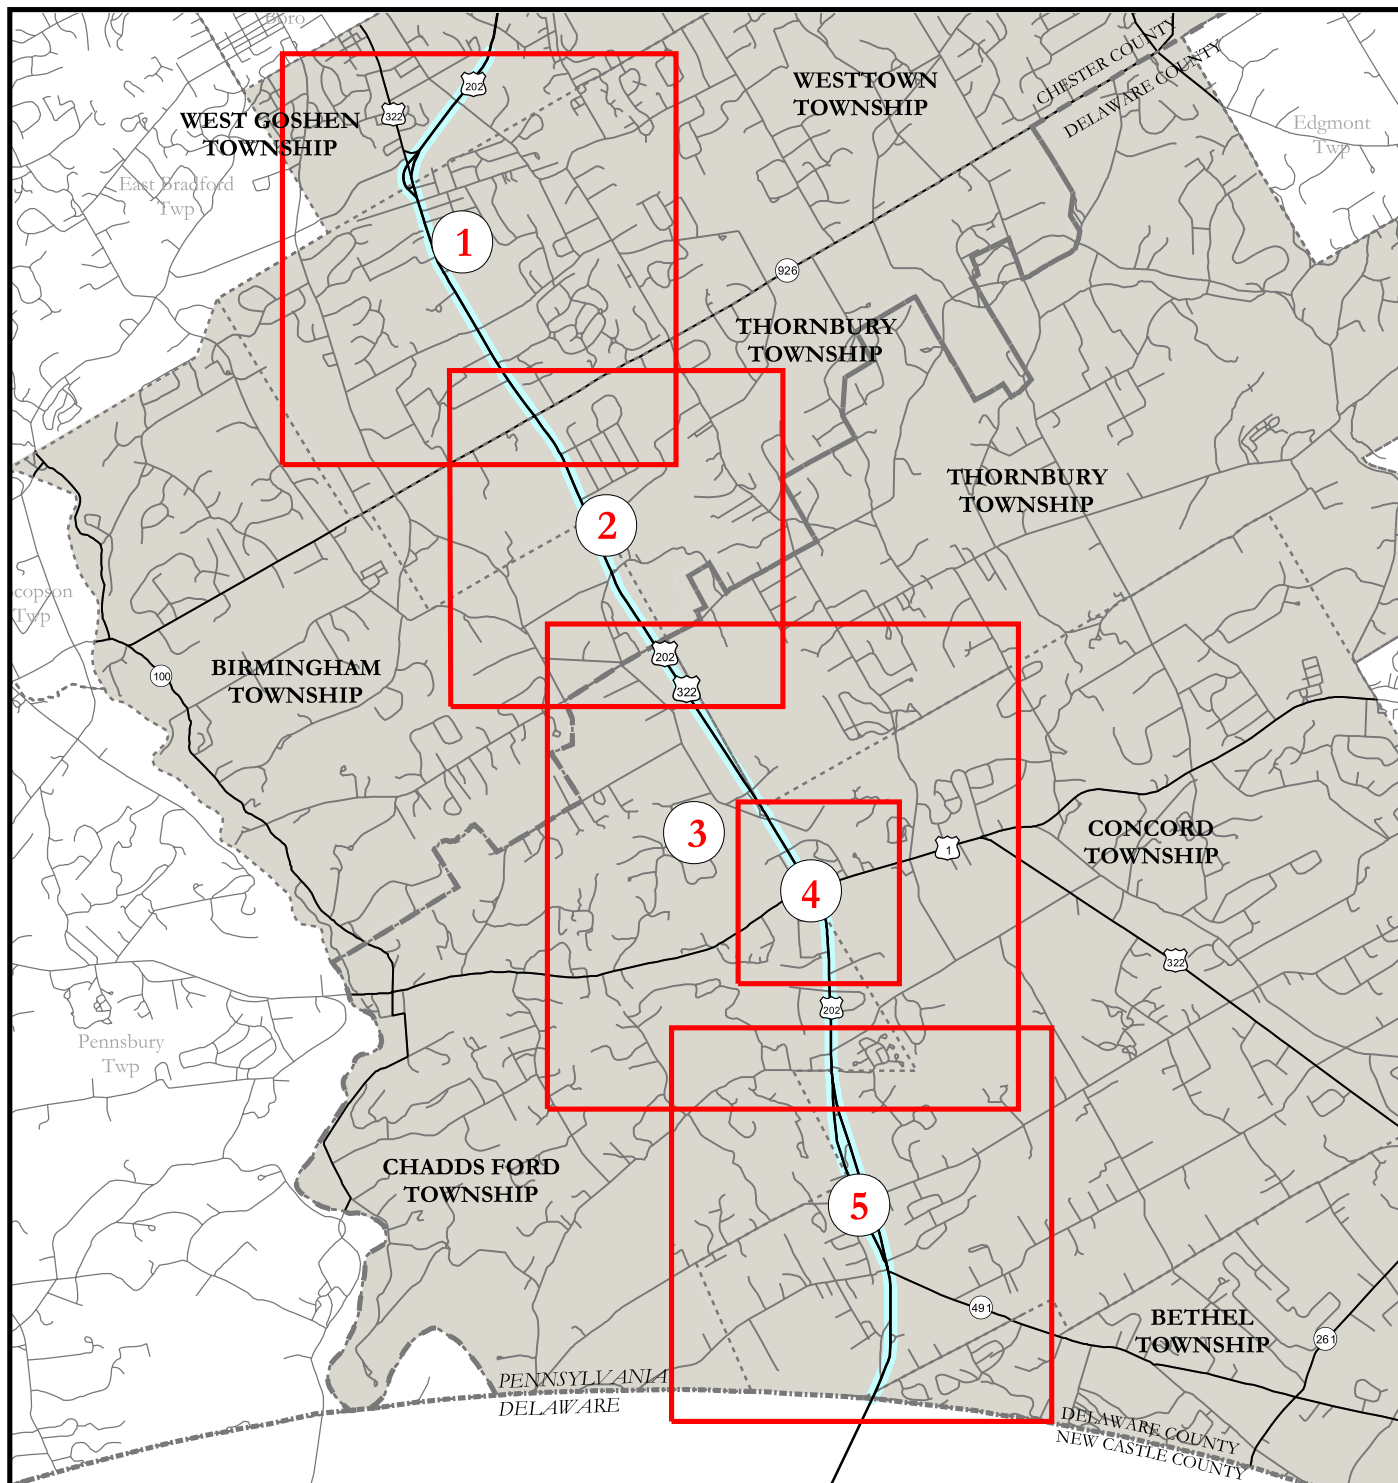 Boro
WESTTOWN
TOWNSHIP
CHESTER COUNTY
DELAWARE COUNTY
202
322
WEST GOSHEN
TOWNSHIP
Edgmont
Twp
East Bradford
Twp
1
926
THORNBURY
TOWNSHIP
THORNBURY
TOWNSHIP
2
copson
Twp
BIRMINGHAM
TOWNSHIP
100
202
322
3
CONCORD
TOWNSHIP
1
4
322
202
Pennsbury
Twp
CHADDS FORD
TOWNSHIP
5
491
BETHEL
TOWNSHIP
261
PENNSYLVANIA
DELAWARE
DELAWARE COUNTY
NEW CASTLE COUNTY